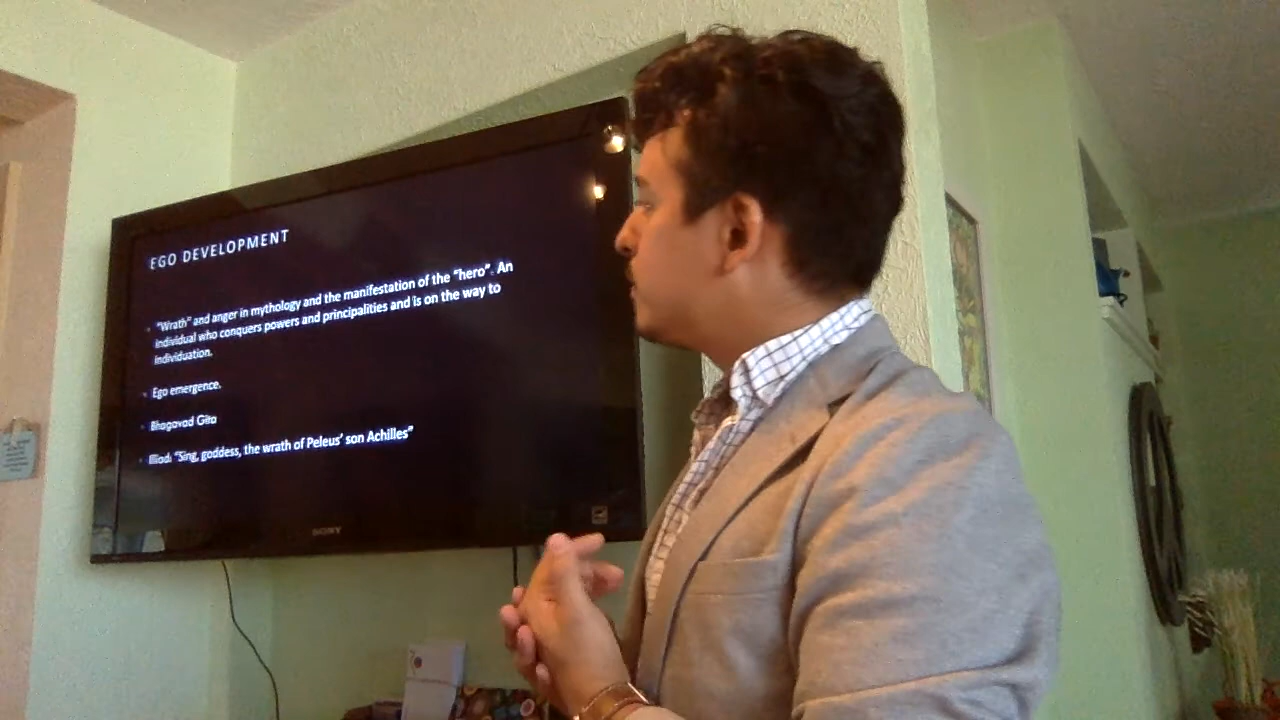 EGO DEVELOPMENT
"Wrath" and anger in mythology and the manifestation of the "hero". An
individual who conquers powers and principalities and is on the way to
individuation.
Ego emergence.
Bhagavad Gita
Iliad: "Sing, goddess, the wrath of Peleus' son Achilles"
SONY